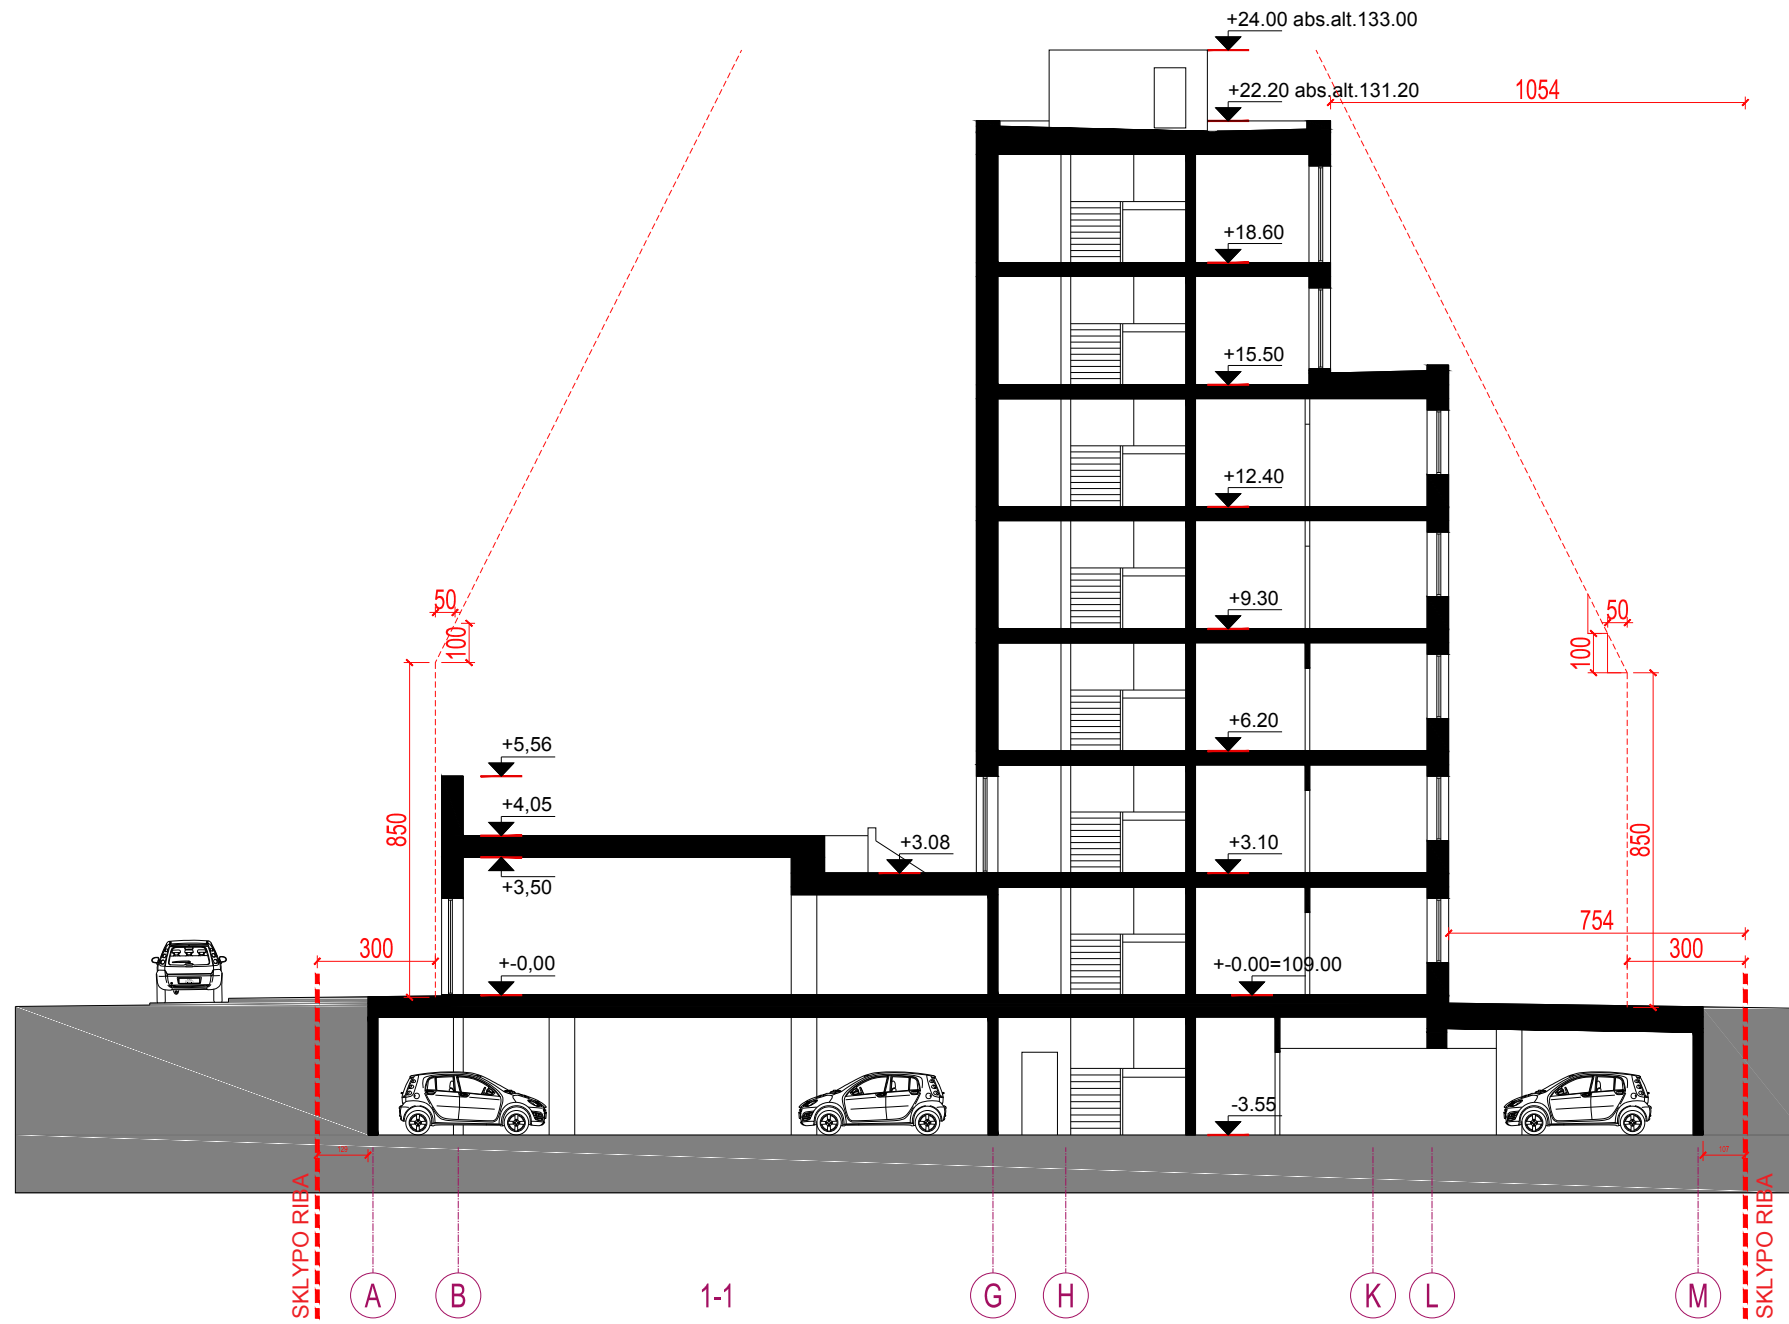 +24.00 abs.alt.133.00
+22.20 abs.alt.131.20
1054
+18.60
+15.50
+12.40
+9.30
50
100
50
100
+6.20
+5,56
+4,05
850
850
+3.08
+3.10
+3,50
754
300
300
+-0,00
+-0.00=109.00
-3.55
129
107
SKLYPO RIBA
SKLYPO RIBA
A
B
1-1
G
H
K
L
M